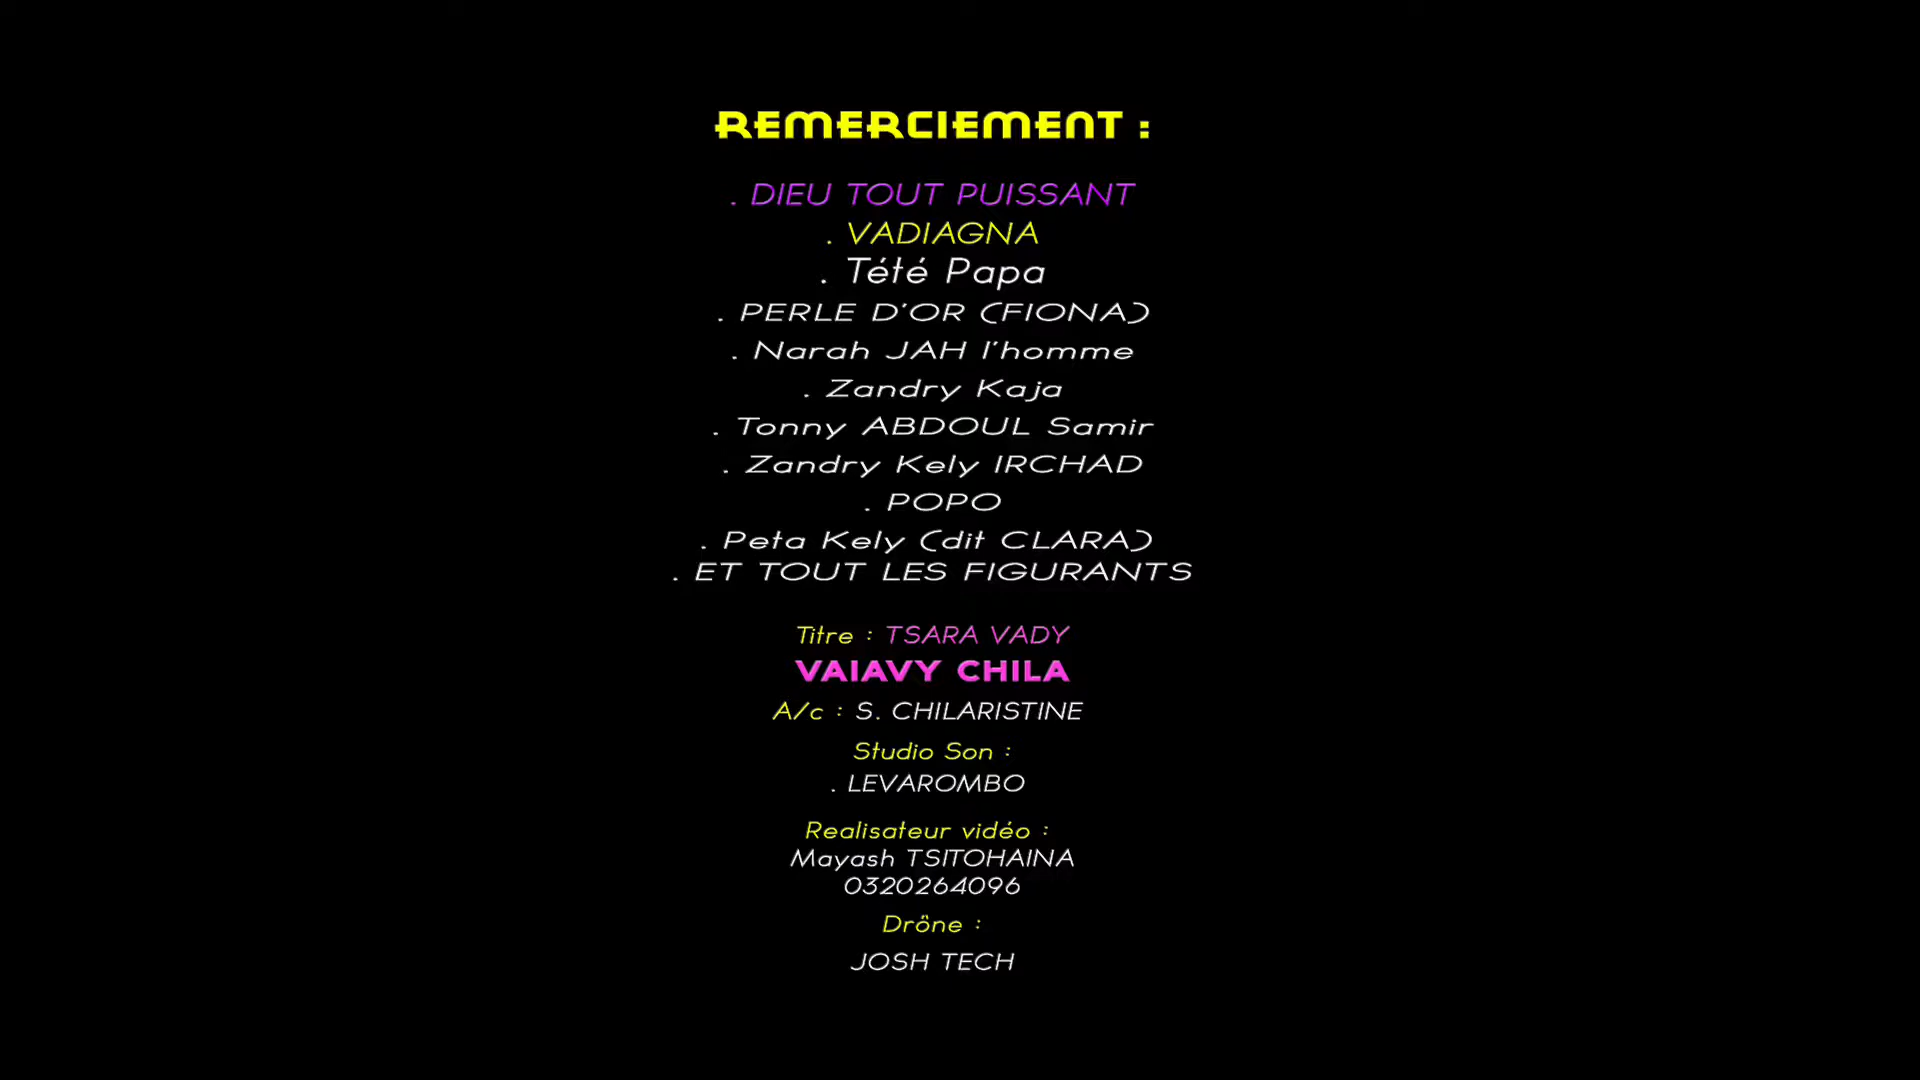 REMERCIEMENT :
. DIEU TOUT PUISSANT
. VADIAGNA
. Tété Papa
. PERLE D'OR (FIONA)
. Narah JAH l'homme
. Zandry Kaja
. Tonny ABDOUL Samir
. Zandry Kely IRCHAD
. POPO
. Peta Kely (dit CLARA)
. ET TOUT LES FIGURANTS
Titre : TSARA VADY
VAIAVY CHILA
A/c : S. CHILARISTINE
Studio Son :
. LEVAROMBO
Realisateur vidéo :
Mayash TSITOHAINA
0320264096
Drône :
JOSH TECH